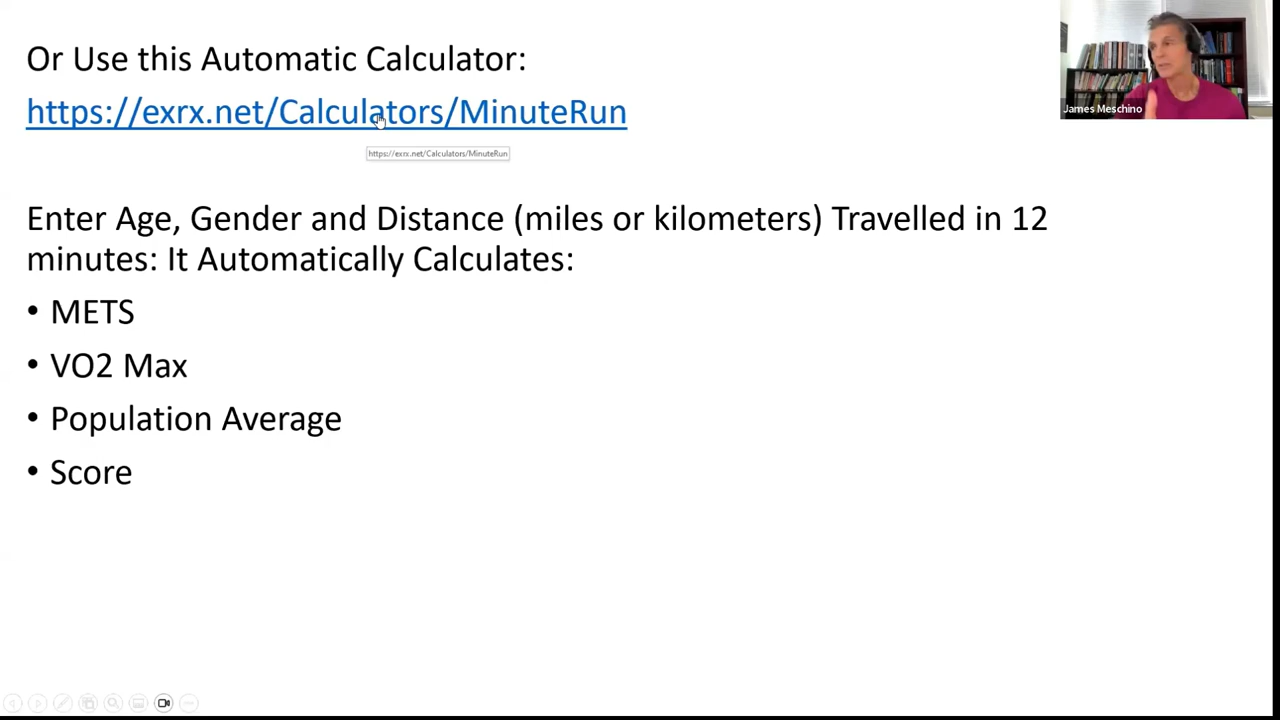 Or Use this Automatic Calculator:
https://exrx.net/Calculators/MinuteRun
https://exrx.net/Calculators/MinuteRun
Enter Age, Gender and Distance (miles or kilometers) Travelled in 12
minutes: It Automatically Calculates:
• METS
• VO2 Max
• Population Average
• Score
James Meschino